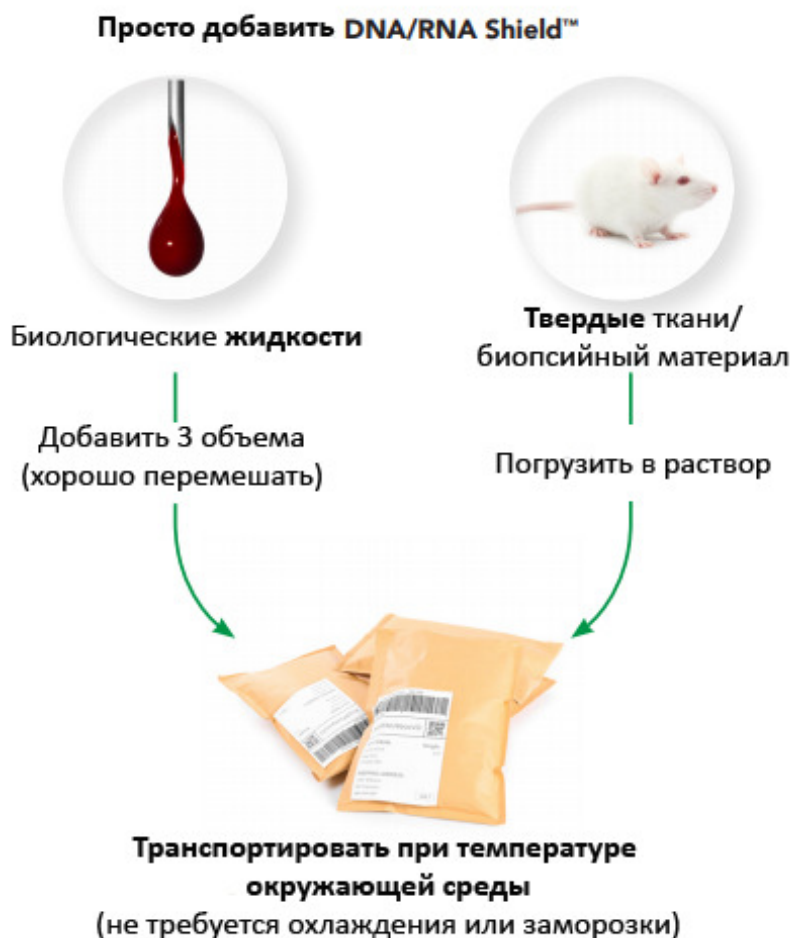 Просто добавить DNA/RNA Shield™
Биологические жидкости
Твердые ткани/
биопсийный материал
Добавить 3 объема
(хорошо перемешать)
Погрузить в раствор
Транспортировать при температуре
окружающей среды
(не требуется охлаждения или заморозки)